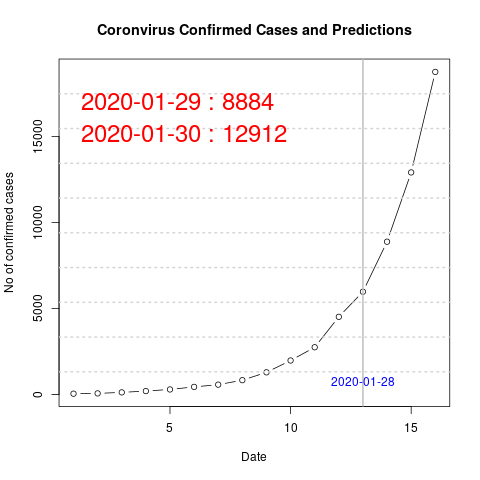 Coronvirus Confirmed Cases and Predictions
2020-01-29 : 8884
2020-01-30 : 12912
No of confirmed cases
15000
10000
5000
0
2020-01-28
5 10 15
Date